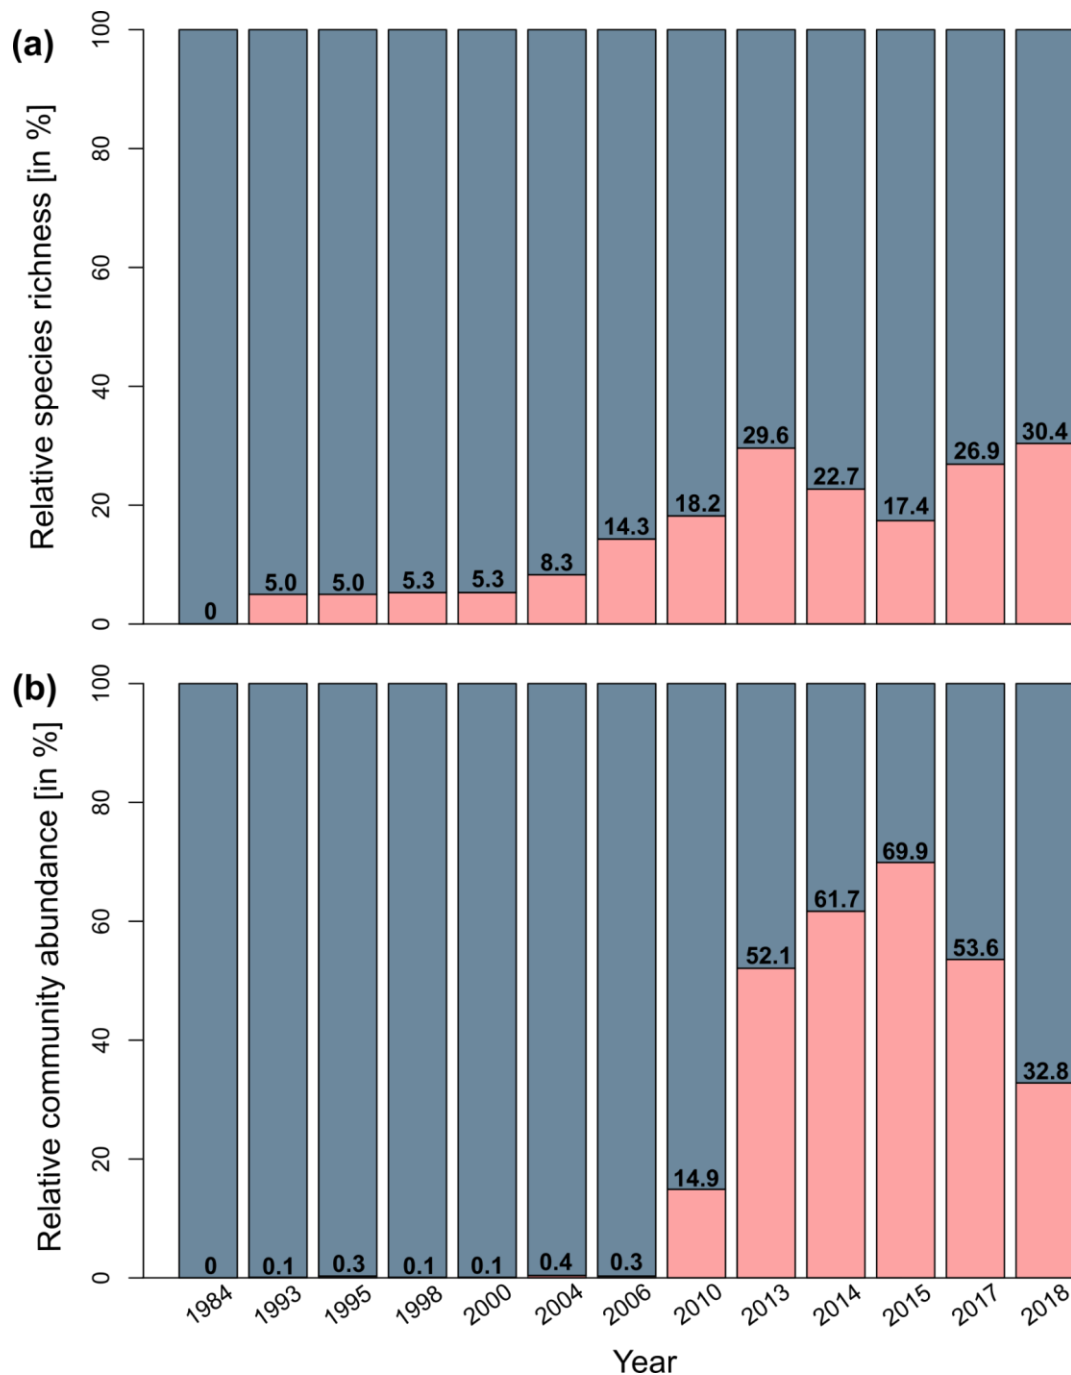 (a)
Relative species richness [in %]
100
80
60
40
20
0
0 5.0 5.0 5.3 5.3 8.3 14.3 18.2 29.6 22.7 17.4 26.9 30.4
(b)
Relative community abundance [in %]
100
80
60
40
20
0
0 0.1 0.3 0.1 0.1 0.4 0.3 14.9 52.1 61.7 69.9 53.6 32.8
1984 1993 1995 1998 2000 2004 2006 2010 2013 2014 2015 2017 2018
Year